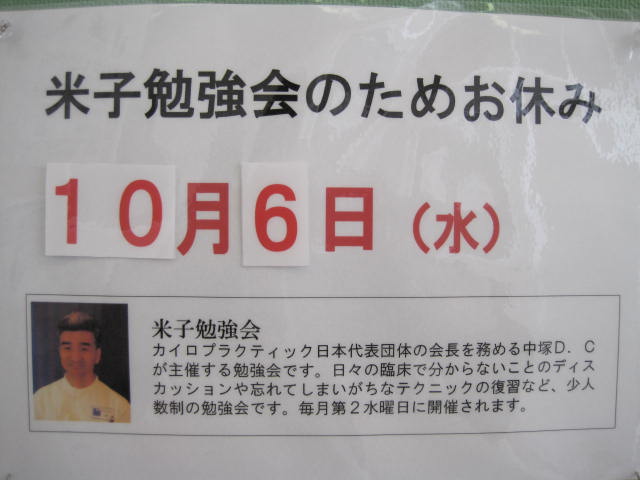 米子勉強会のためお休み
10月6日（水）
米子勉強会
カイロプラクティック日本代表団体の会長を務める中塚Ｄ．Ｃ
が主催する勉強会です。日々の臨床で分からないことのディス
カッションや忘れてしまいがちなテクニックの復習など、少人
数制の勉強会です。毎月第２水曜日に開催されます。